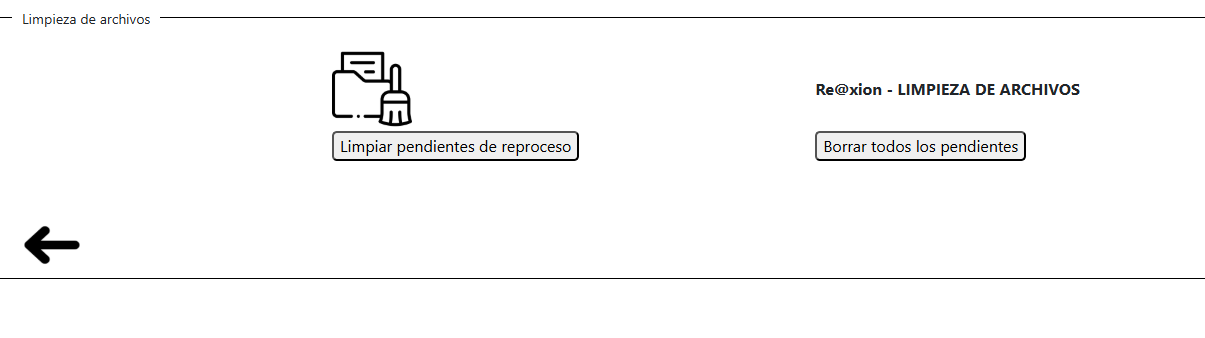 Limpieza de archivos
Re@xion - LIMPIEZA DE ARCHIVOS
Limpiar pendientes de reproceso
Borrar todos los pendientes